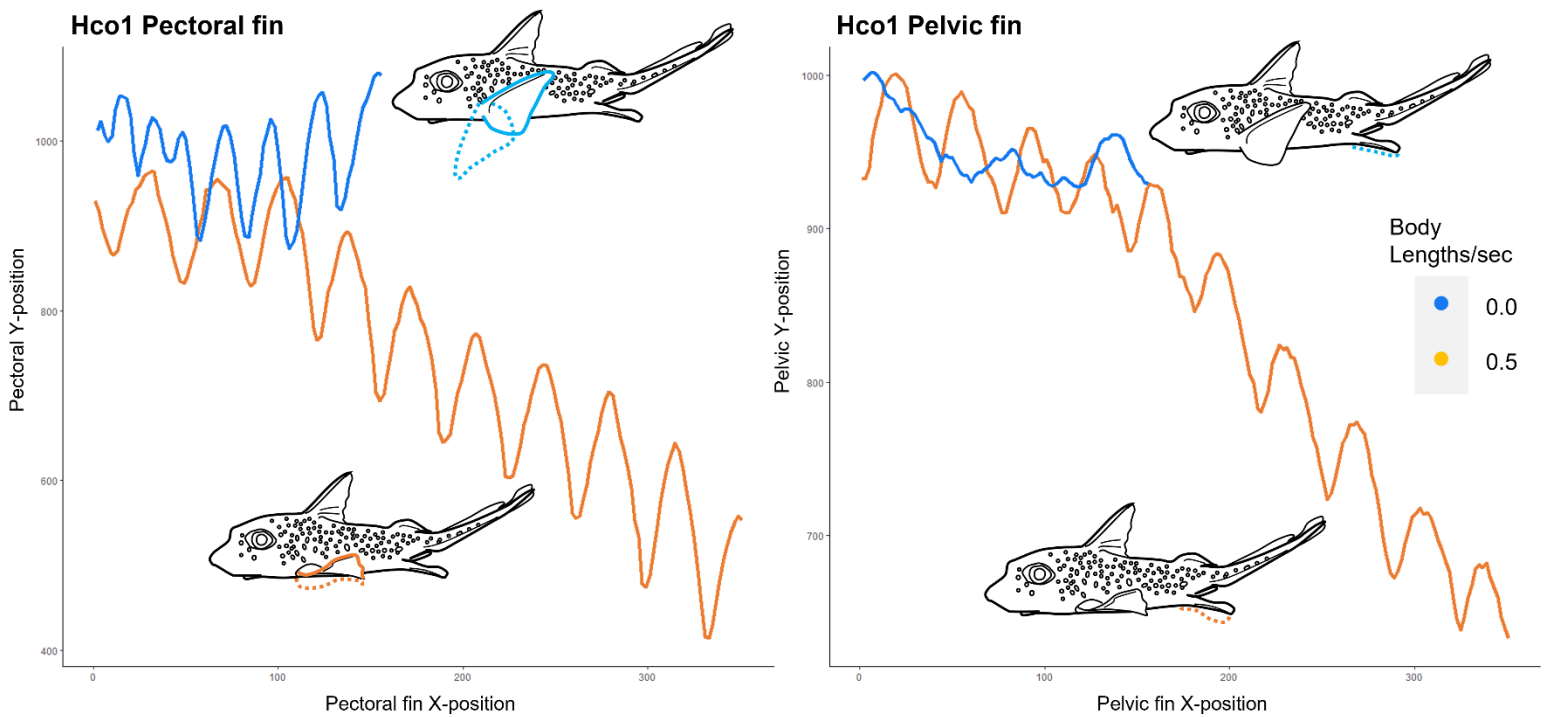 Hco1 Pectoral fin
Pectoral Y-position
1000
800
600
400
0
100
200
300
Pectoral fin X-position
Hco1 Pelvic fin
Pelvic Y-position
1000
900
800
700
0
100
200
300
Pelvic fin X-position
Body
Lengths/sec
0.0
0.5